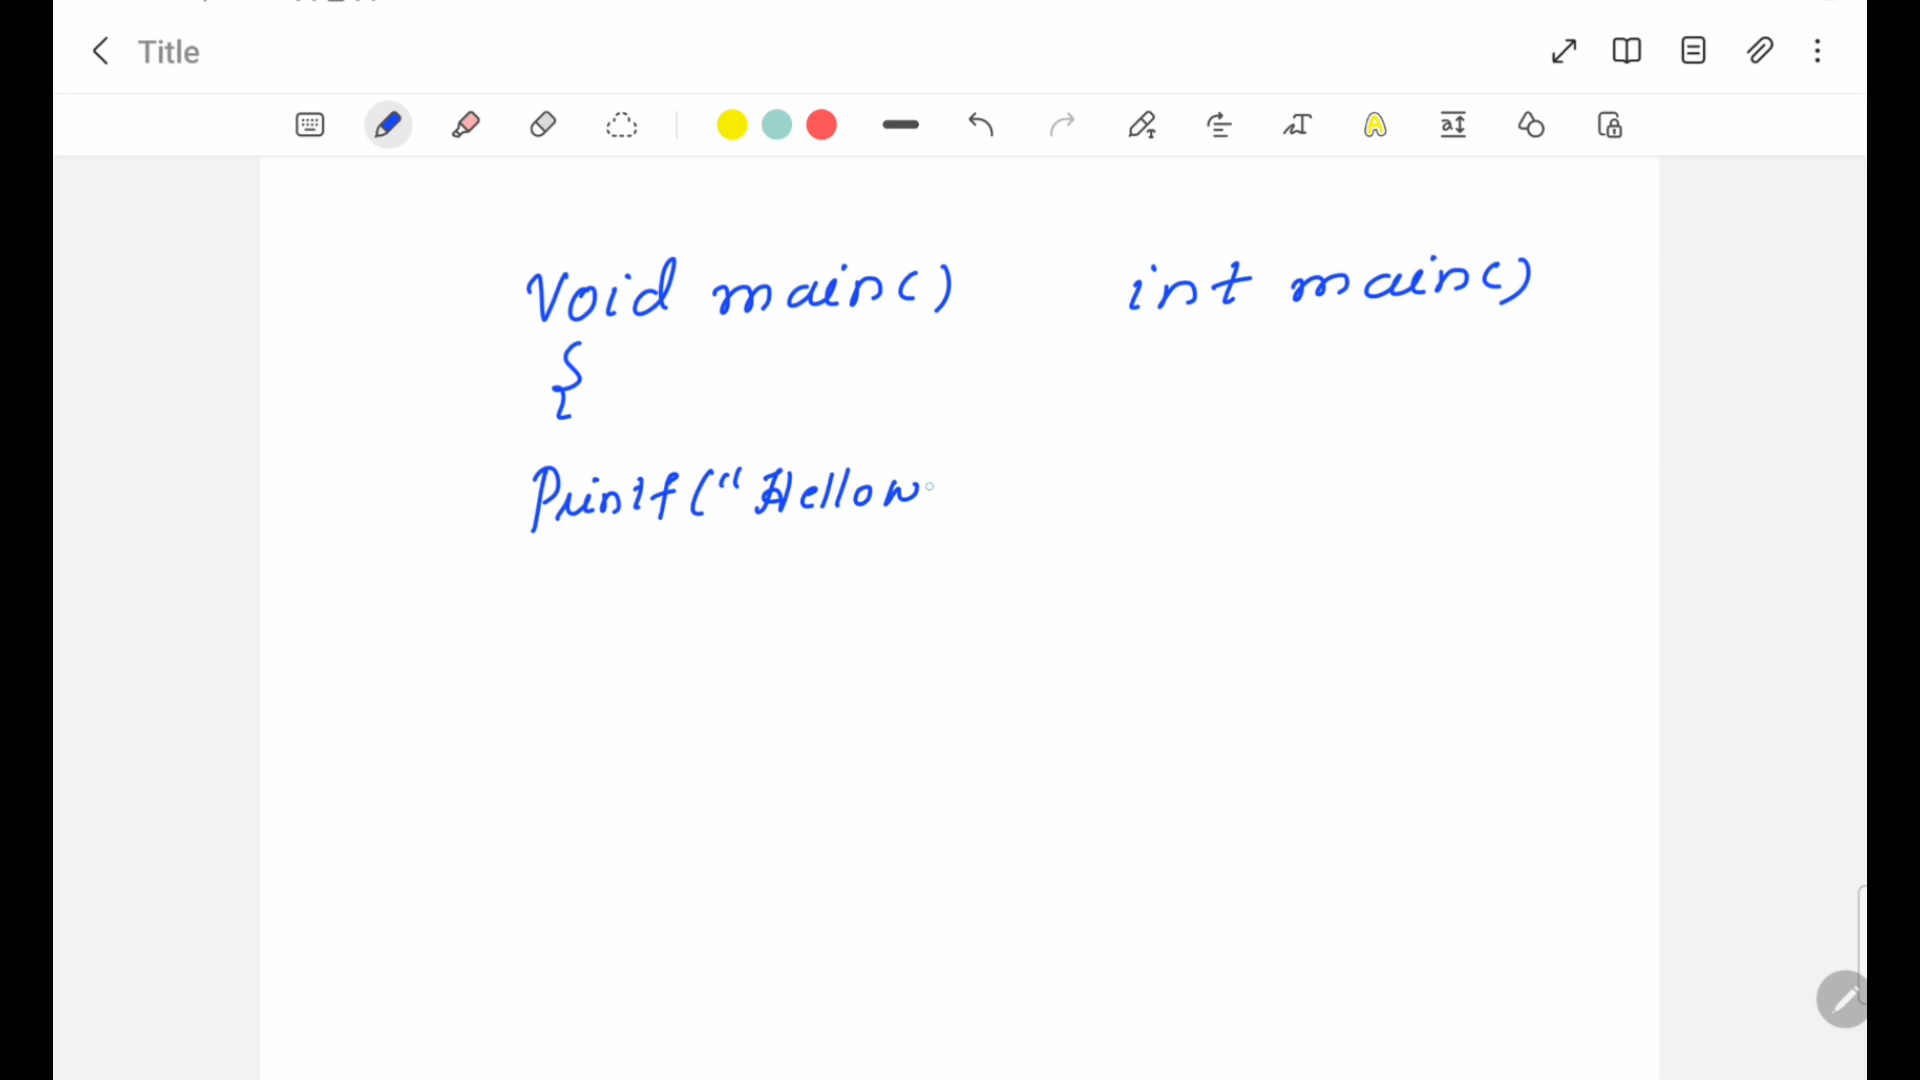 Title
Void main()
int main()
{
Printf("Hellow